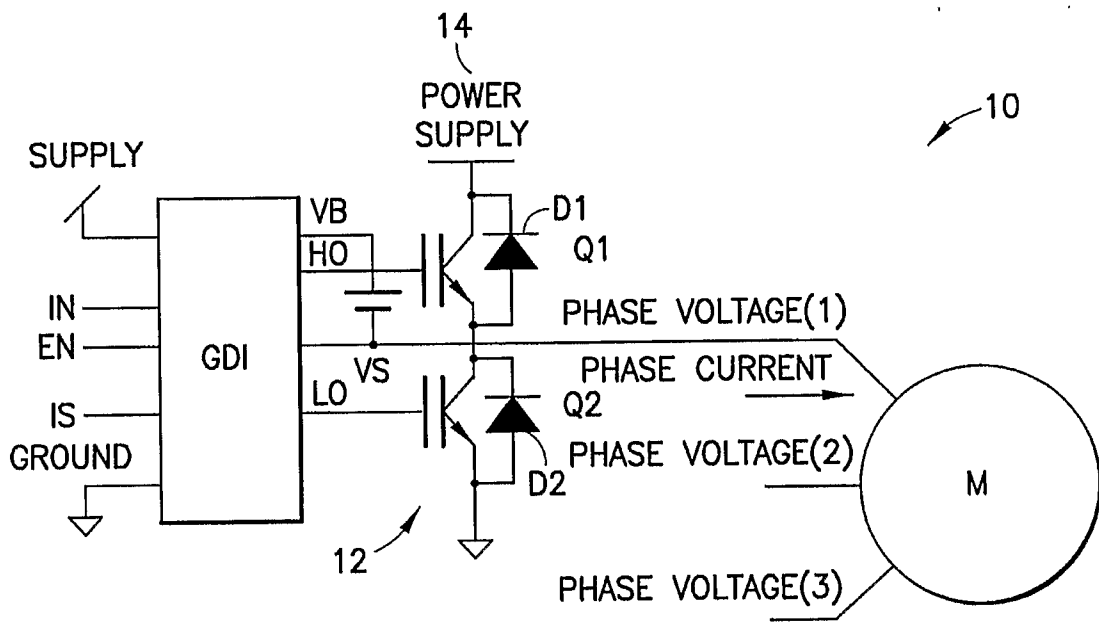 14
POWER
SUPPLY
10
SUPPLY
VB
D1
HO
Q1
IN
PHASE VOLTAGE(1)
EN
GDI
VS
PHASE CURRENT
LO
Q2
IS
GROUND
PHASE VOLTAGE(2)
D2
M
12
PHASE VOLTAGE(3)